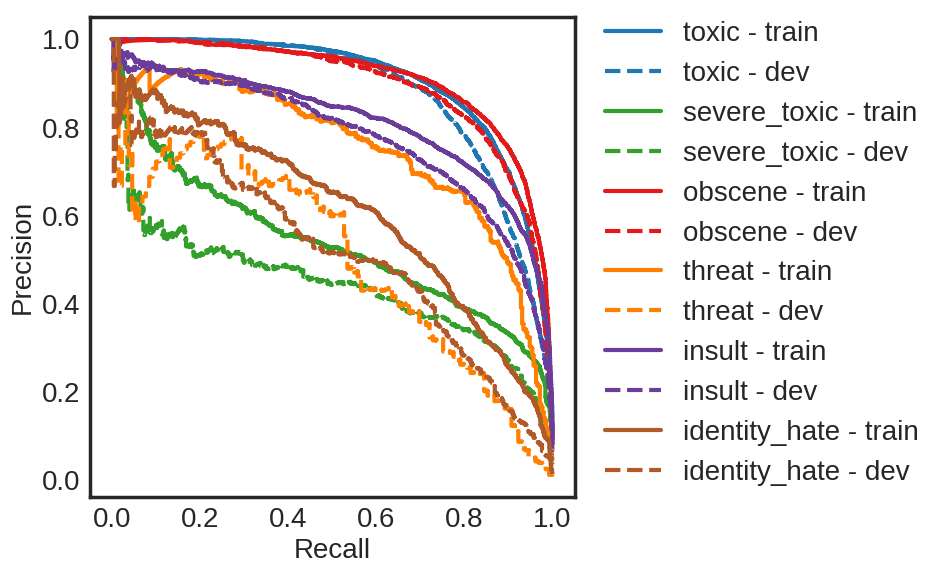 1.0
0.8
0.6
0.4
0.2
0.0
Precision
0.0 0.2 0.4 0.6 0.8 1.0
Recall
toxic - train
toxic - dev
severe_toxic - train
severe_toxic - dev
obscene - train
obscene - dev
threat - train
threat - dev
insult - train
insult - dev
identity_hate - train
identity_hate - dev